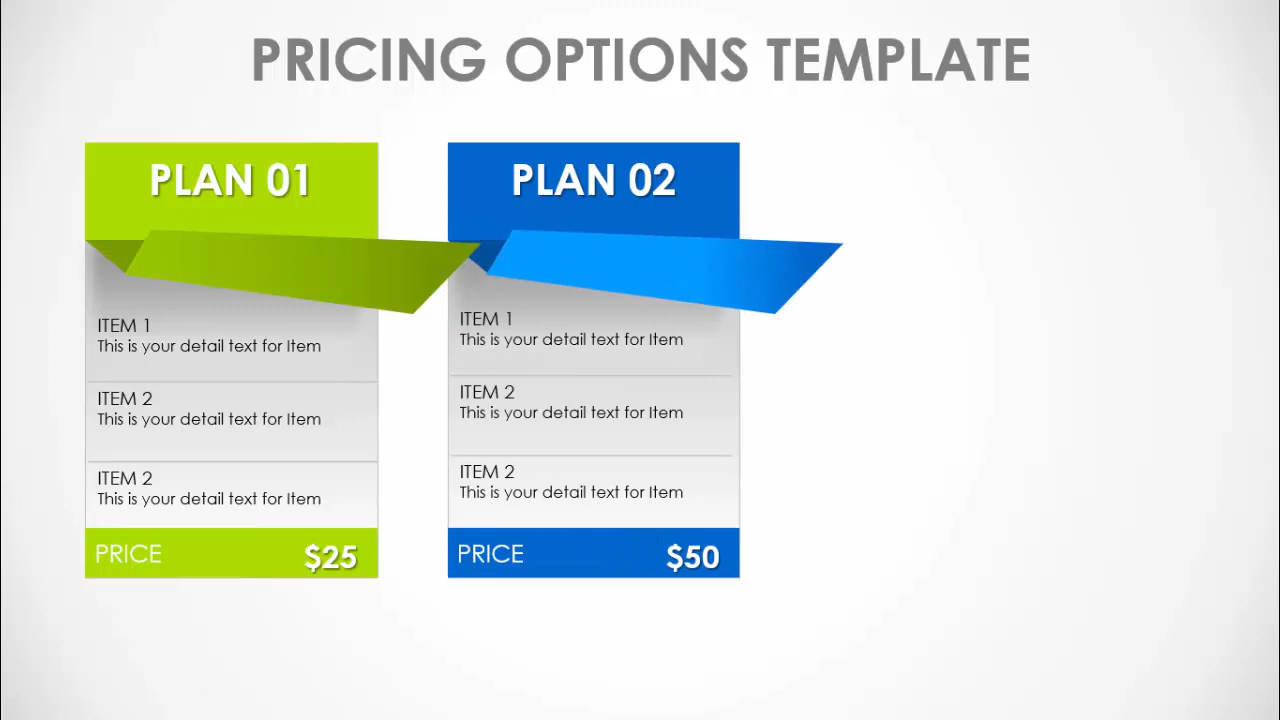 PRICING OPTIONS TEMPLATE
PLAN 01
ITEM 1
This is your detail text for Item
ITEM 2
This is your detail text for Item
ITEM 2
This is your detail text for Item
PRICE $25
PLAN 02
ITEM 1
This is your detail text for Item
ITEM 2
This is your detail text for Item
ITEM 2
This is your detail text for Item
PRICE $50